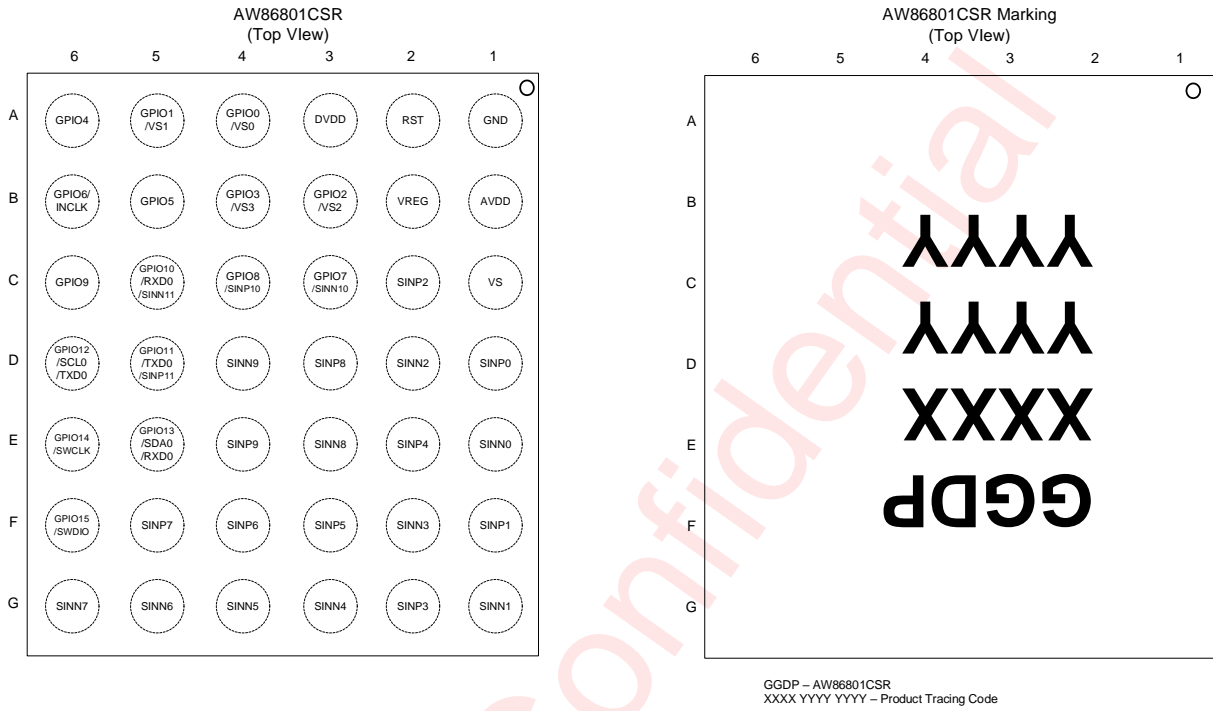 AW86801CSR
(Top VIew)
6 5 4 3 2 1
A GPIO4 GPIO1/VS1 GPIO0/VS0 DVDD RST GND
B GPIO6/INCLK GPIO5 GPIO3/VS3 GPIO2/VS2 VREG AVDD
C GPIO9 GPIO10/RXD0/SINN11 GPIO8/SINP10 GPIO7/SINN10 SINP2 VS
D GPIO12/SCL0/TXD0 GPIO11/TXD0/SINP11 SINN9 SINP8 SINN2 SINP0
E GPIO14/SWCLK GPIO13/SDA0/RXD0 SINP9 SINN8 SINP4 SINN0
F GPIO15/SWDIO SINP7 SINP6 SINP5 SINN3 SINP1
G SINN7 SINN6 SINN5 SINN4 SINP3 SINN1
AW86801CSR Marking
(Top VIew)
6 5 4 3 2 1
A
B
C
D
E
F
G
YYYY
YYYY
XXXX
GGDP
GGDP – AW86801CSR
XXXX YYYY YYYY – Product Tracing Code
Confidential